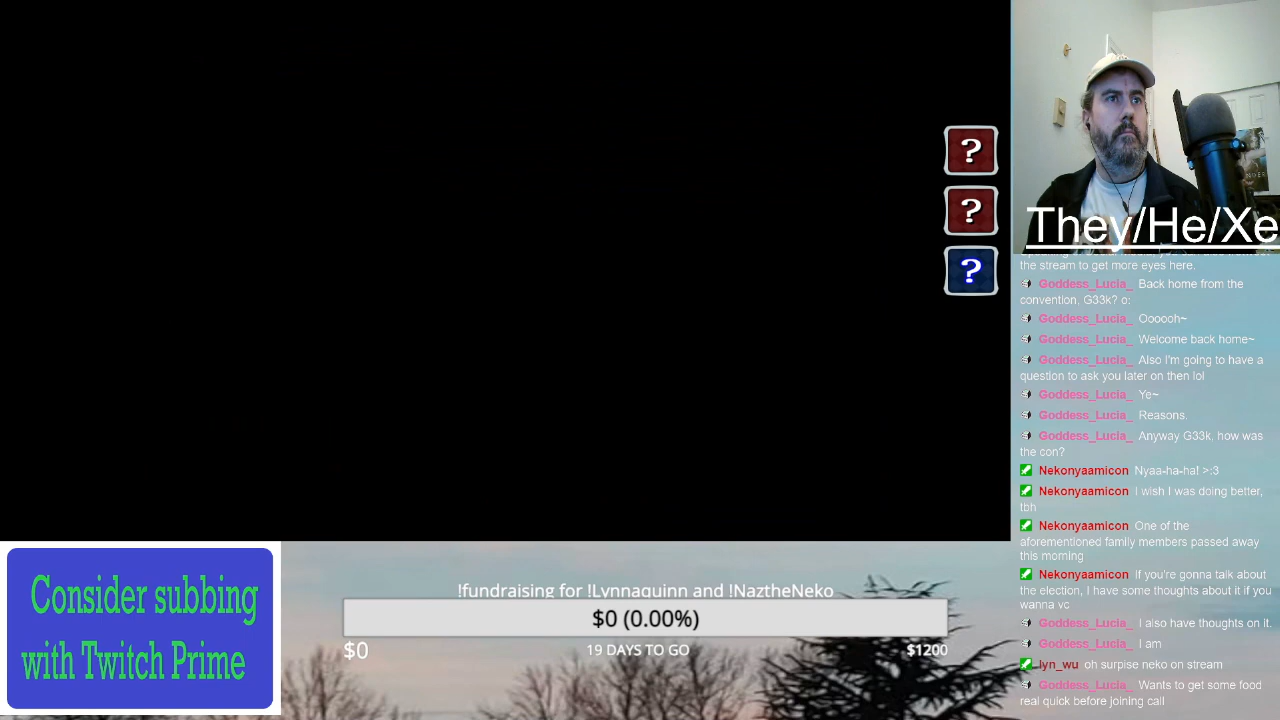 ?
?
?
They/He/Xe
the stream to get more eyes here.
Goddess_Lucia_ Back home from the
convention, G33k? o:
Goddess_Lucia_ Oooooh~
Goddess_Lucia_ Welcome back home~
Goddess_Lucia_ Also I'm going to have a
question to ask you later on then lol
Goddess_Lucia_ Ye~
Goddess_Lucia_ Reasons.
Goddess_Lucia_ Anyway G33k, how was
the con?
Nekonyaamicon Nyaa-ha-ha! >:3
Nekonyaamicon I wish I was doing better,
tbh
Nekonyaamicon One of the
aforementioned family members passed away
this morning
Nekonyaamicon If you're gonna talk about
the election, I have some thoughts about it if you
wanna vc
Goddess_Lucia_ I also have thoughts on it.
Goddess_Lucia_ I am
lyn_wu oh surpise neko on stream
Goddess_Lucia_ Wants to get some food
real quick before joining call
Consider subbing
with Twitch Prime
!fundraising for !Lynnaquinn and !NaztheNeko
$0 (0.00%)
$0 19 DAYS TO GO $1200